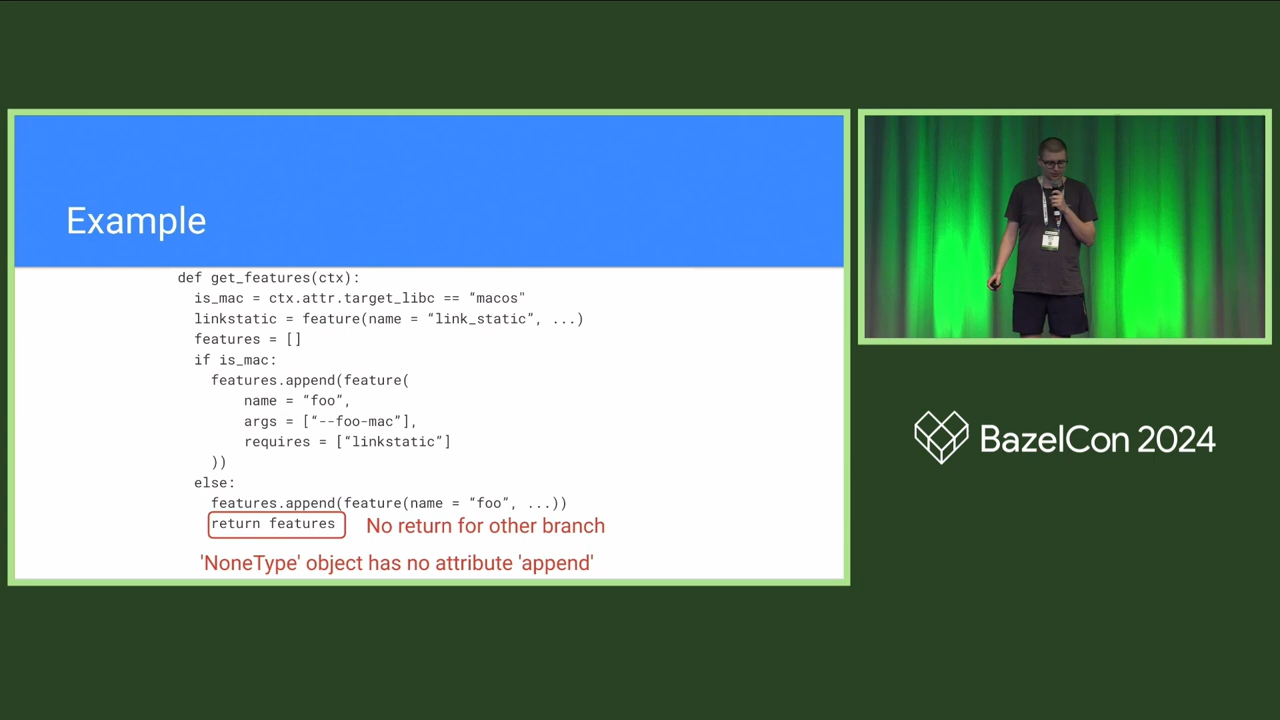 Example
def get_features(ctx):
is_mac = ctx.attr.target_libc == “macos"
linkstatic = feature(name = “link_static”, ...)
features = []
if is_mac:
features.append(feature(
name = “foo”,
args = [“--foo-mac”],
requires = [“linkstatic”]
))
else:
features.append(feature(name = “foo”, ...))
return features
No return for other branch
'NoneType' object has no attribute 'append'
BazelCon 2024